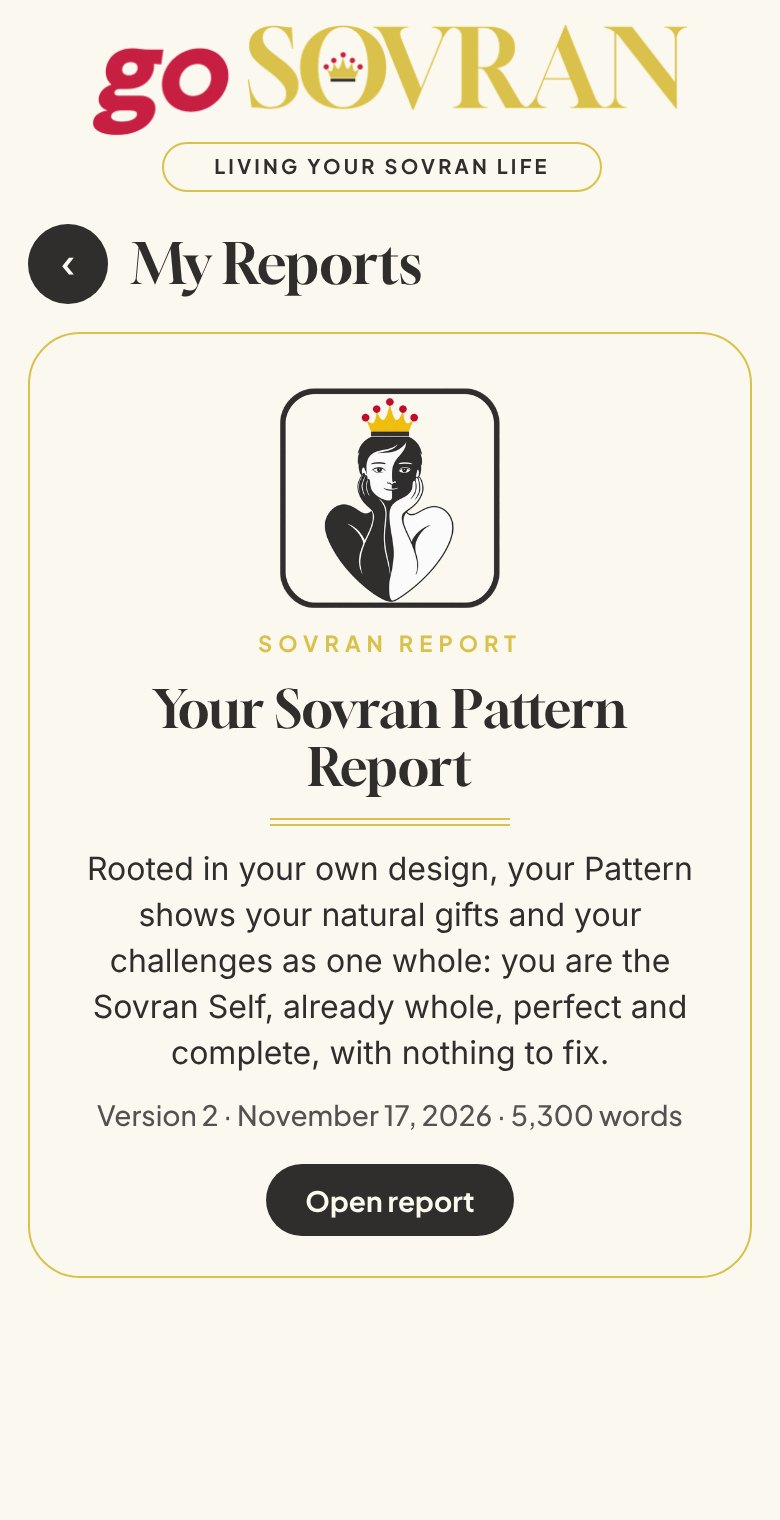 go SOVRAN
LIVING YOUR SOVRAN LIFE
‹ My Reports
SOVRAN REPORT
Your Sovran Pattern
Report
Rooted in your own design, your Pattern
shows your natural gifts and your
challenges as one whole: you are the
Sovran Self, already whole, perfect and
complete, with nothing to fix.
Version 2 · November 17, 2026 · 5,300 words
Open report